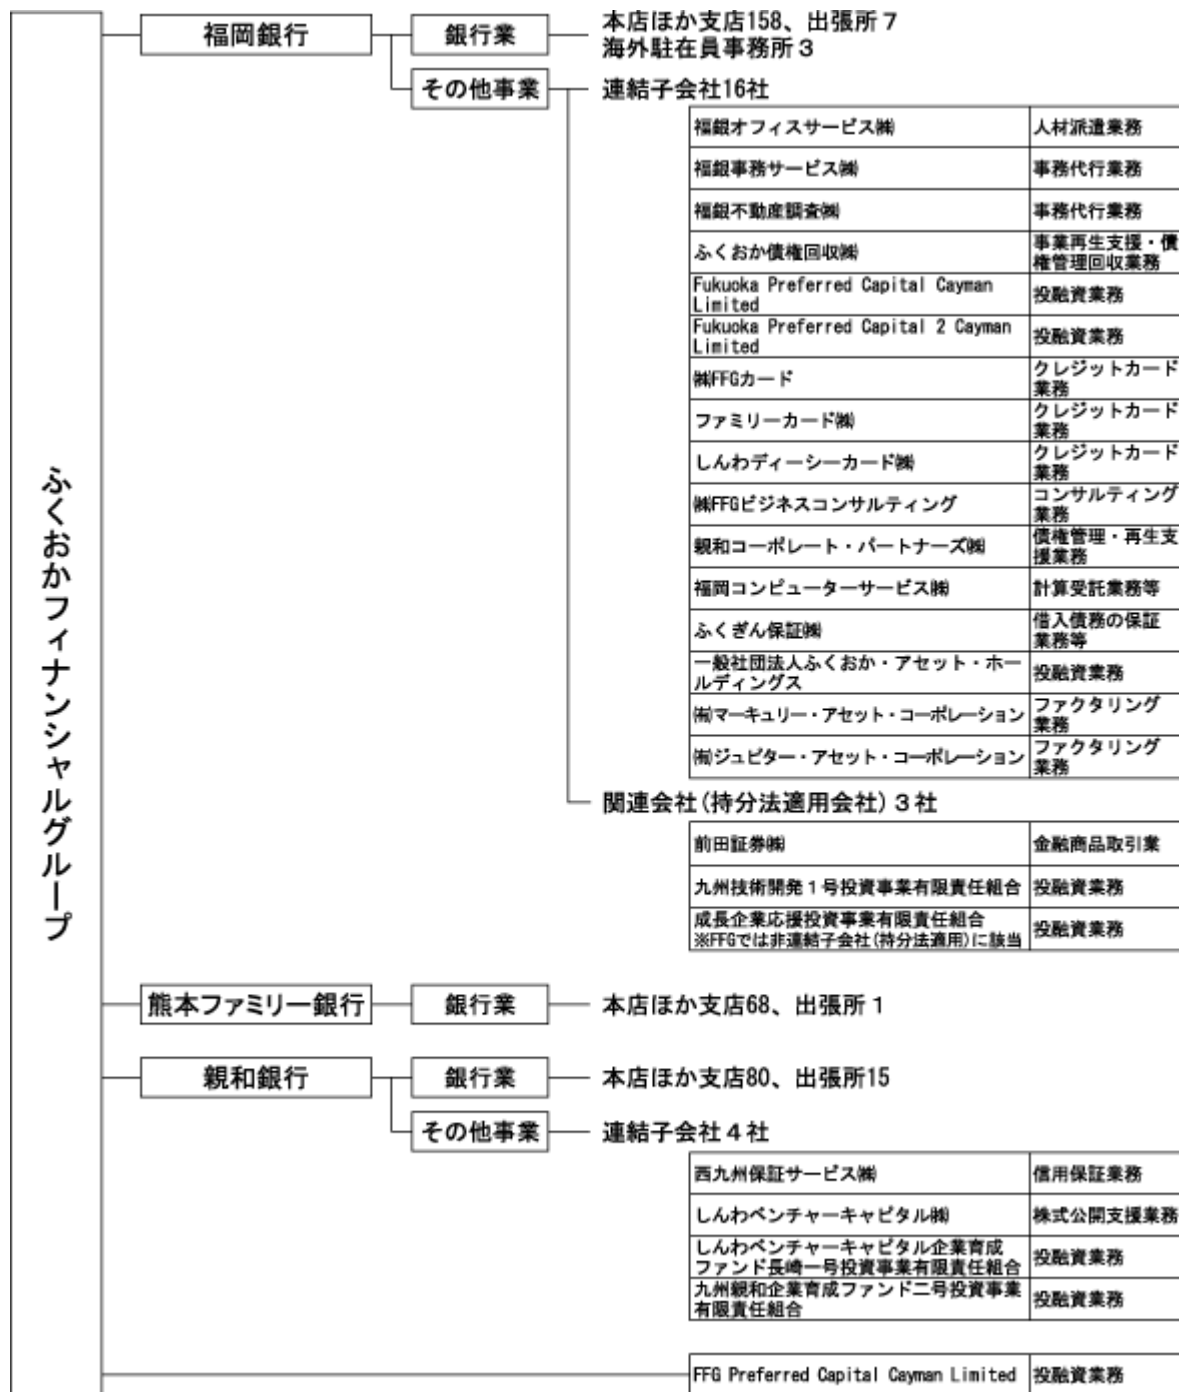 ふくおかフィナンシャルグループ
福岡銀行
銀行業
本店ほか支店158、出張所7
海外駐在員事務所3
その他事業
連結子会社16社
福銀オフィスサービス㈱
人材派遣業務
福銀事務サービス㈱
事務代行業務
福銀不動産調査㈱
事務代行業務
ふくおか債権回収㈱
事業再生支援・債
権管理回収業務
Fukuoka Preferred Capital Cayman
Limited
投融資業務
Fukuoka Preferred Capital 2 Cayman
Limited
投融資業務
㈱FFGカード
クレジットカード
業務
ファミリーカード㈱
クレジットカード
業務
しんわディーシーカード㈱
クレジットカード
業務
㈱FFGビジネスコンサルティング
コンサルティング
業務
親和コーポレート・パートナーズ㈱
債権管理・再生支
援業務
福岡コンピューターサービス㈱
計算受託業務等
ふくぎん保証㈱
借入債務の保証
業務等
一般社団法人ふくおか・アセット・ホー
ルディングス
投融資業務
㈲マーキュリー・アセット・コーポレーション
ファクタリング
業務
㈲ジュピター・アセット・コーポレーション
ファクタリング
業務
関連会社(持分法適用会社)3社
前田証券㈱
金融商品取引業
九州技術開発1号投資事業有限責任組合
投融資業務
成長企業応援投資事業有限責任組合
※FFGでは非連結子会社(持分法適用)に該当
投融資業務
熊本ファミリー銀行
銀行業
本店ほか支店68、出張所1
親和銀行
銀行業
本店ほか支店80、出張所15
その他事業
連結子会社4社
西九州保証サービス㈱
信用保証業務
しんわベンチャーキャピタル㈱
株式公開支援業務
しんわベンチャーキャピタル企業育成
ファンド長崎一号投資事業有限責任組合
投融資業務
九州親和企業育成ファンド二号投資事業
有限責任組合
投融資業務
FFG Preferred Capital Cayman Limited
投融資業務